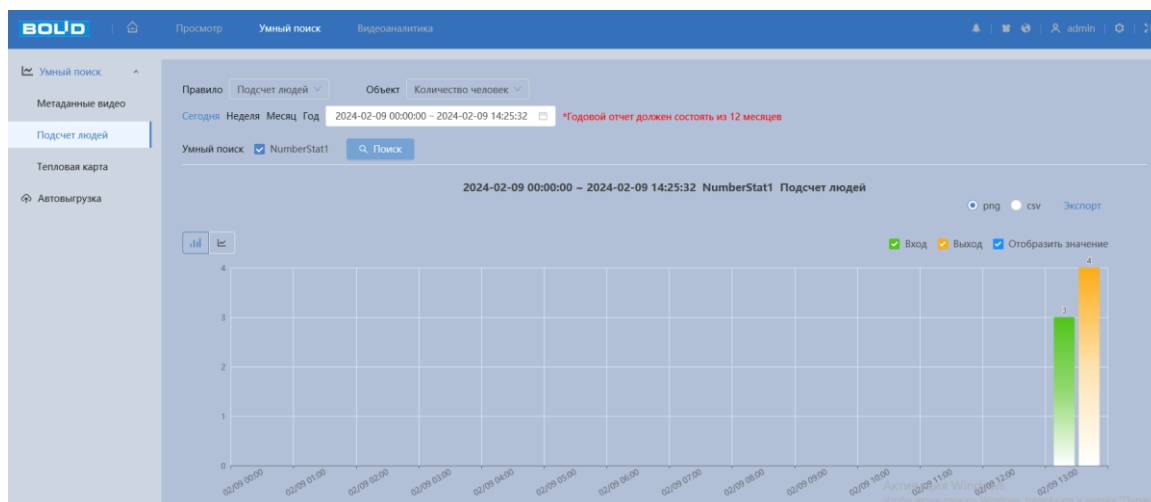 BOLID Просмотр Умный поиск Видеоаналитика admin
Умный поиск
Метаданные видео
Подсчет людей
Тепловая карта
Автовыгрузка
Правило Подсчет людей Объект Количество человек
Сегодня Неделя Месяц Год 2024-02-09 00:00:00 ~ 2024-02-09 14:25:32 *Годовой отчет должен состоять из 12 месяцев
Умный поиск NumberStat1 Поиск
2024-02-09 00:00:00 ~ 2024-02-09 14:25:32 NumberStat1 Подсчет людей
png csv Экспорт
Вход Выход Отобразить значение
4
4
3
3
2
1
0
02/09 00:00 02/09 01:00 02/09 02:00 02/09 03:00 02/09 04:00 02/09 05:00 02/09 06:00 02/09 07:00 02/09 08:00 02/09 09:00 02/09 10:00 02/09 11:00 02/09 12:00 02/09 13:00
Активация Windows